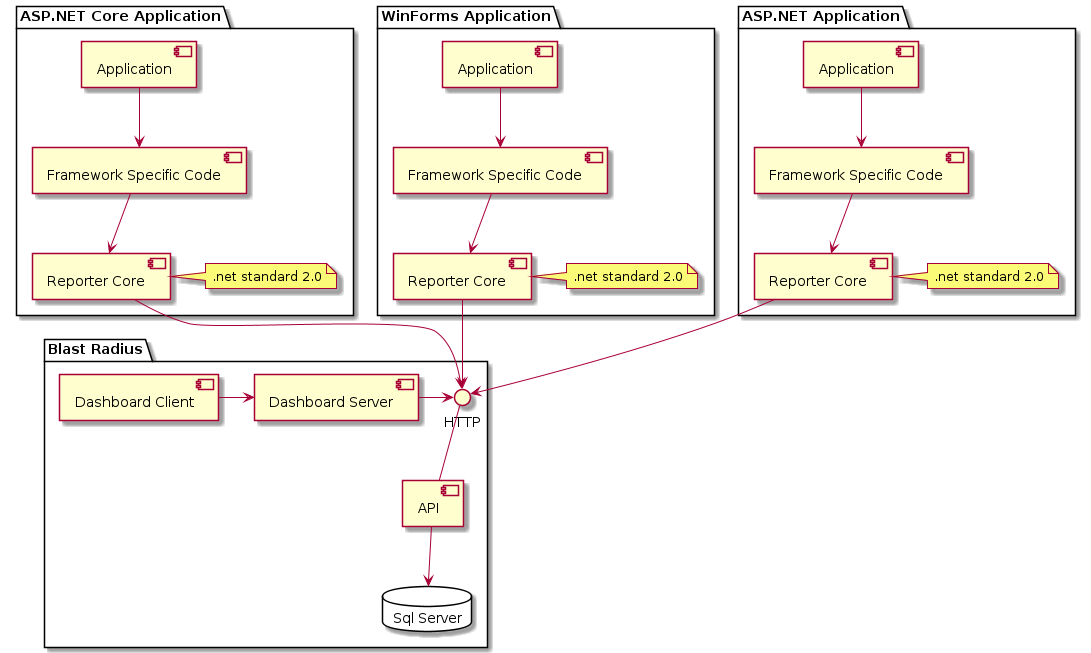 ASP.NET Core Application
WinForms Application
ASP.NET Application
Application
Application
Application
Framework Specific Code
Framework Specific Code
Framework Specific Code
Reporter Core
.net standard 2.0
Reporter Core
.net standard 2.0
Reporter Core
.net standard 2.0
Blast Radius
Dashboard Client
Dashboard Server
HTTP
API
Sql Server